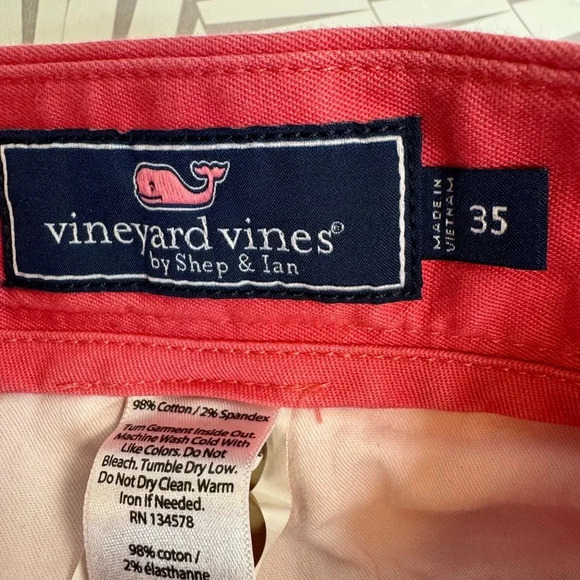 vineyard vines®
by Shep & Ian
MADE IN
VIETNAM
35
98% Cotton / 2% Spandex
Turn Garment Inside Out.
Machine Wash Cold With
Like Colors. Do Not
Bleach. Tumble Dry Low.
Do Not Dry Clean. Warm
Iron If Needed.
RN 134578
98% coton /
2% élasthanne